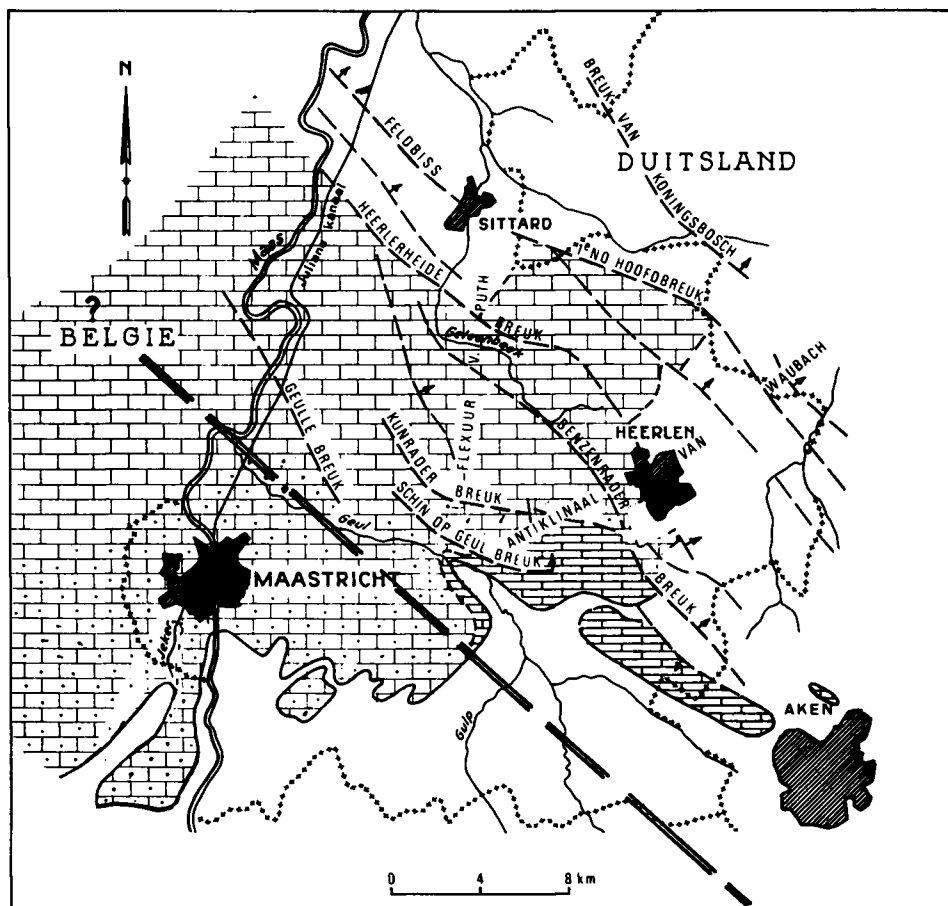 N
BREUK VAN KONINGSBOSCH
DUITSLAND
FELDBISS
SITTARD
Maas
Juliana kanaal
HEERLERHEIDE BREUK
1e NO HOOFDBREUK
?
BELGIE
FLEXUUR V. PUTH
Geleenbeek
WAUBACH
GEULLE BREUK
HEERLEN
KUNRADER BREUK
BENZENRADER BREUK
SCHIN OP GEUL BREUK
ANTIKLINAAL VAN
Geul
MAASTRICHT
Jeker
Gulp
AKEN
0 4 8 km